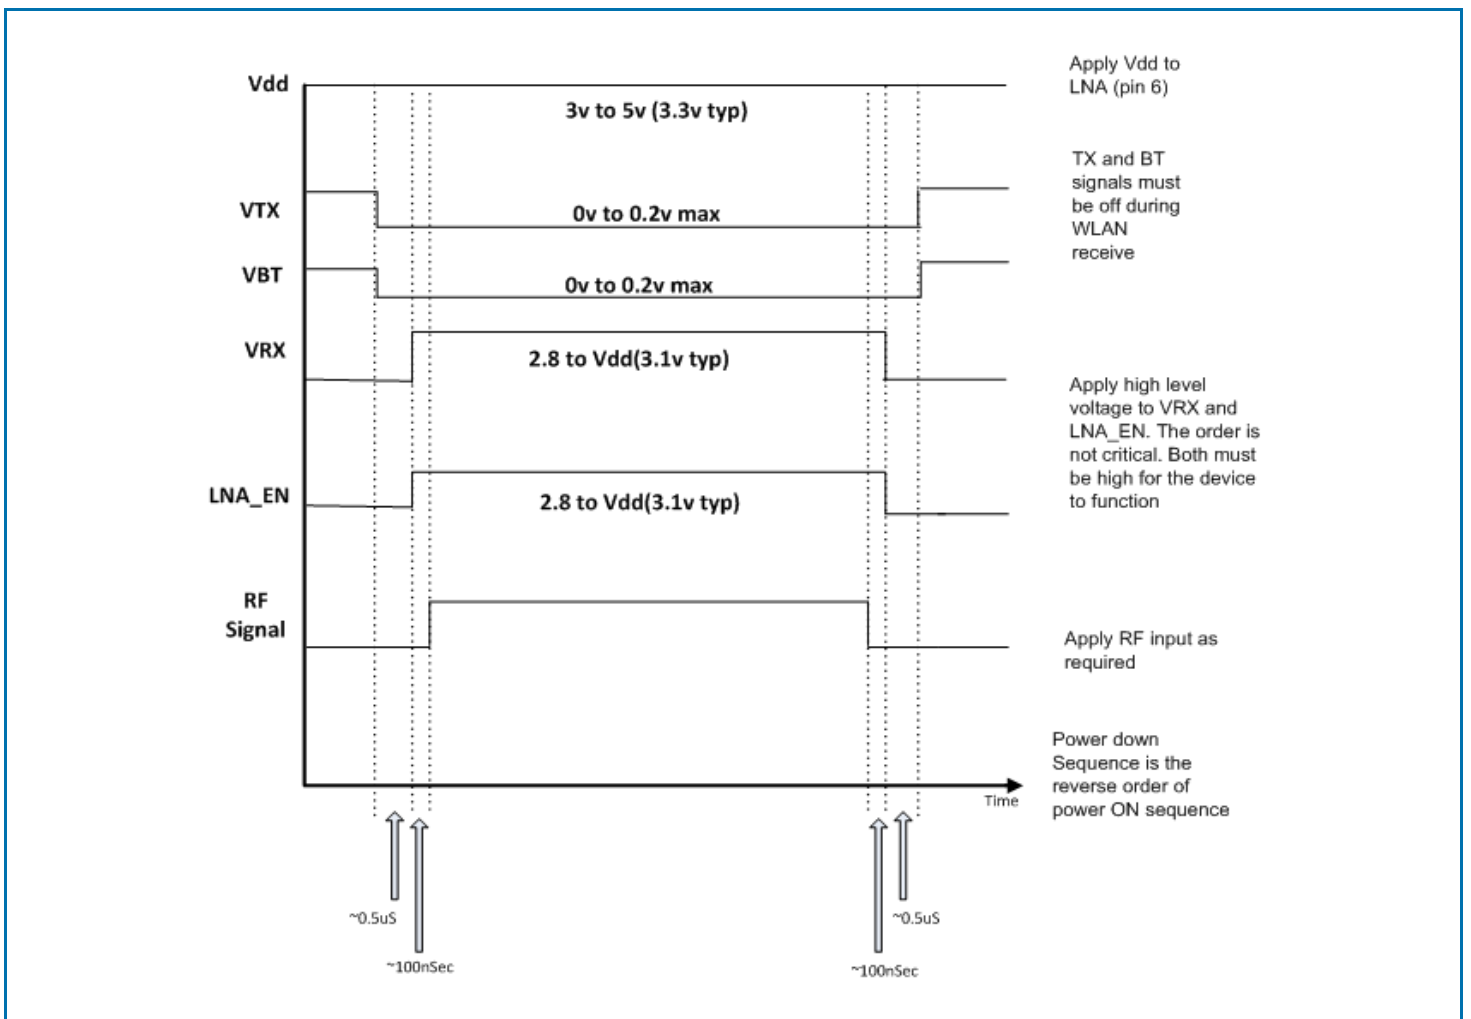 Vdd
3v to 5v (3.3v typ)
Apply Vdd to
LNA (pin 6)
VTX
0v to 0.2v max
TX and BT
signals must
be off during
WLAN
receive
VBT
0v to 0.2v max
VRX
2.8 to Vdd(3.1v typ)
Apply high level
voltage to VRX and
LNA_EN. The order is
not critical. Both must
be high for the device
to function
LNA_EN
2.8 to Vdd(3.1v typ)
RF
Signal
Apply RF input as
required
Power down
Sequence is the
reverse order of
power ON sequence
Time
~0.5uS
~0.5uS
~100nSec
~100nSec